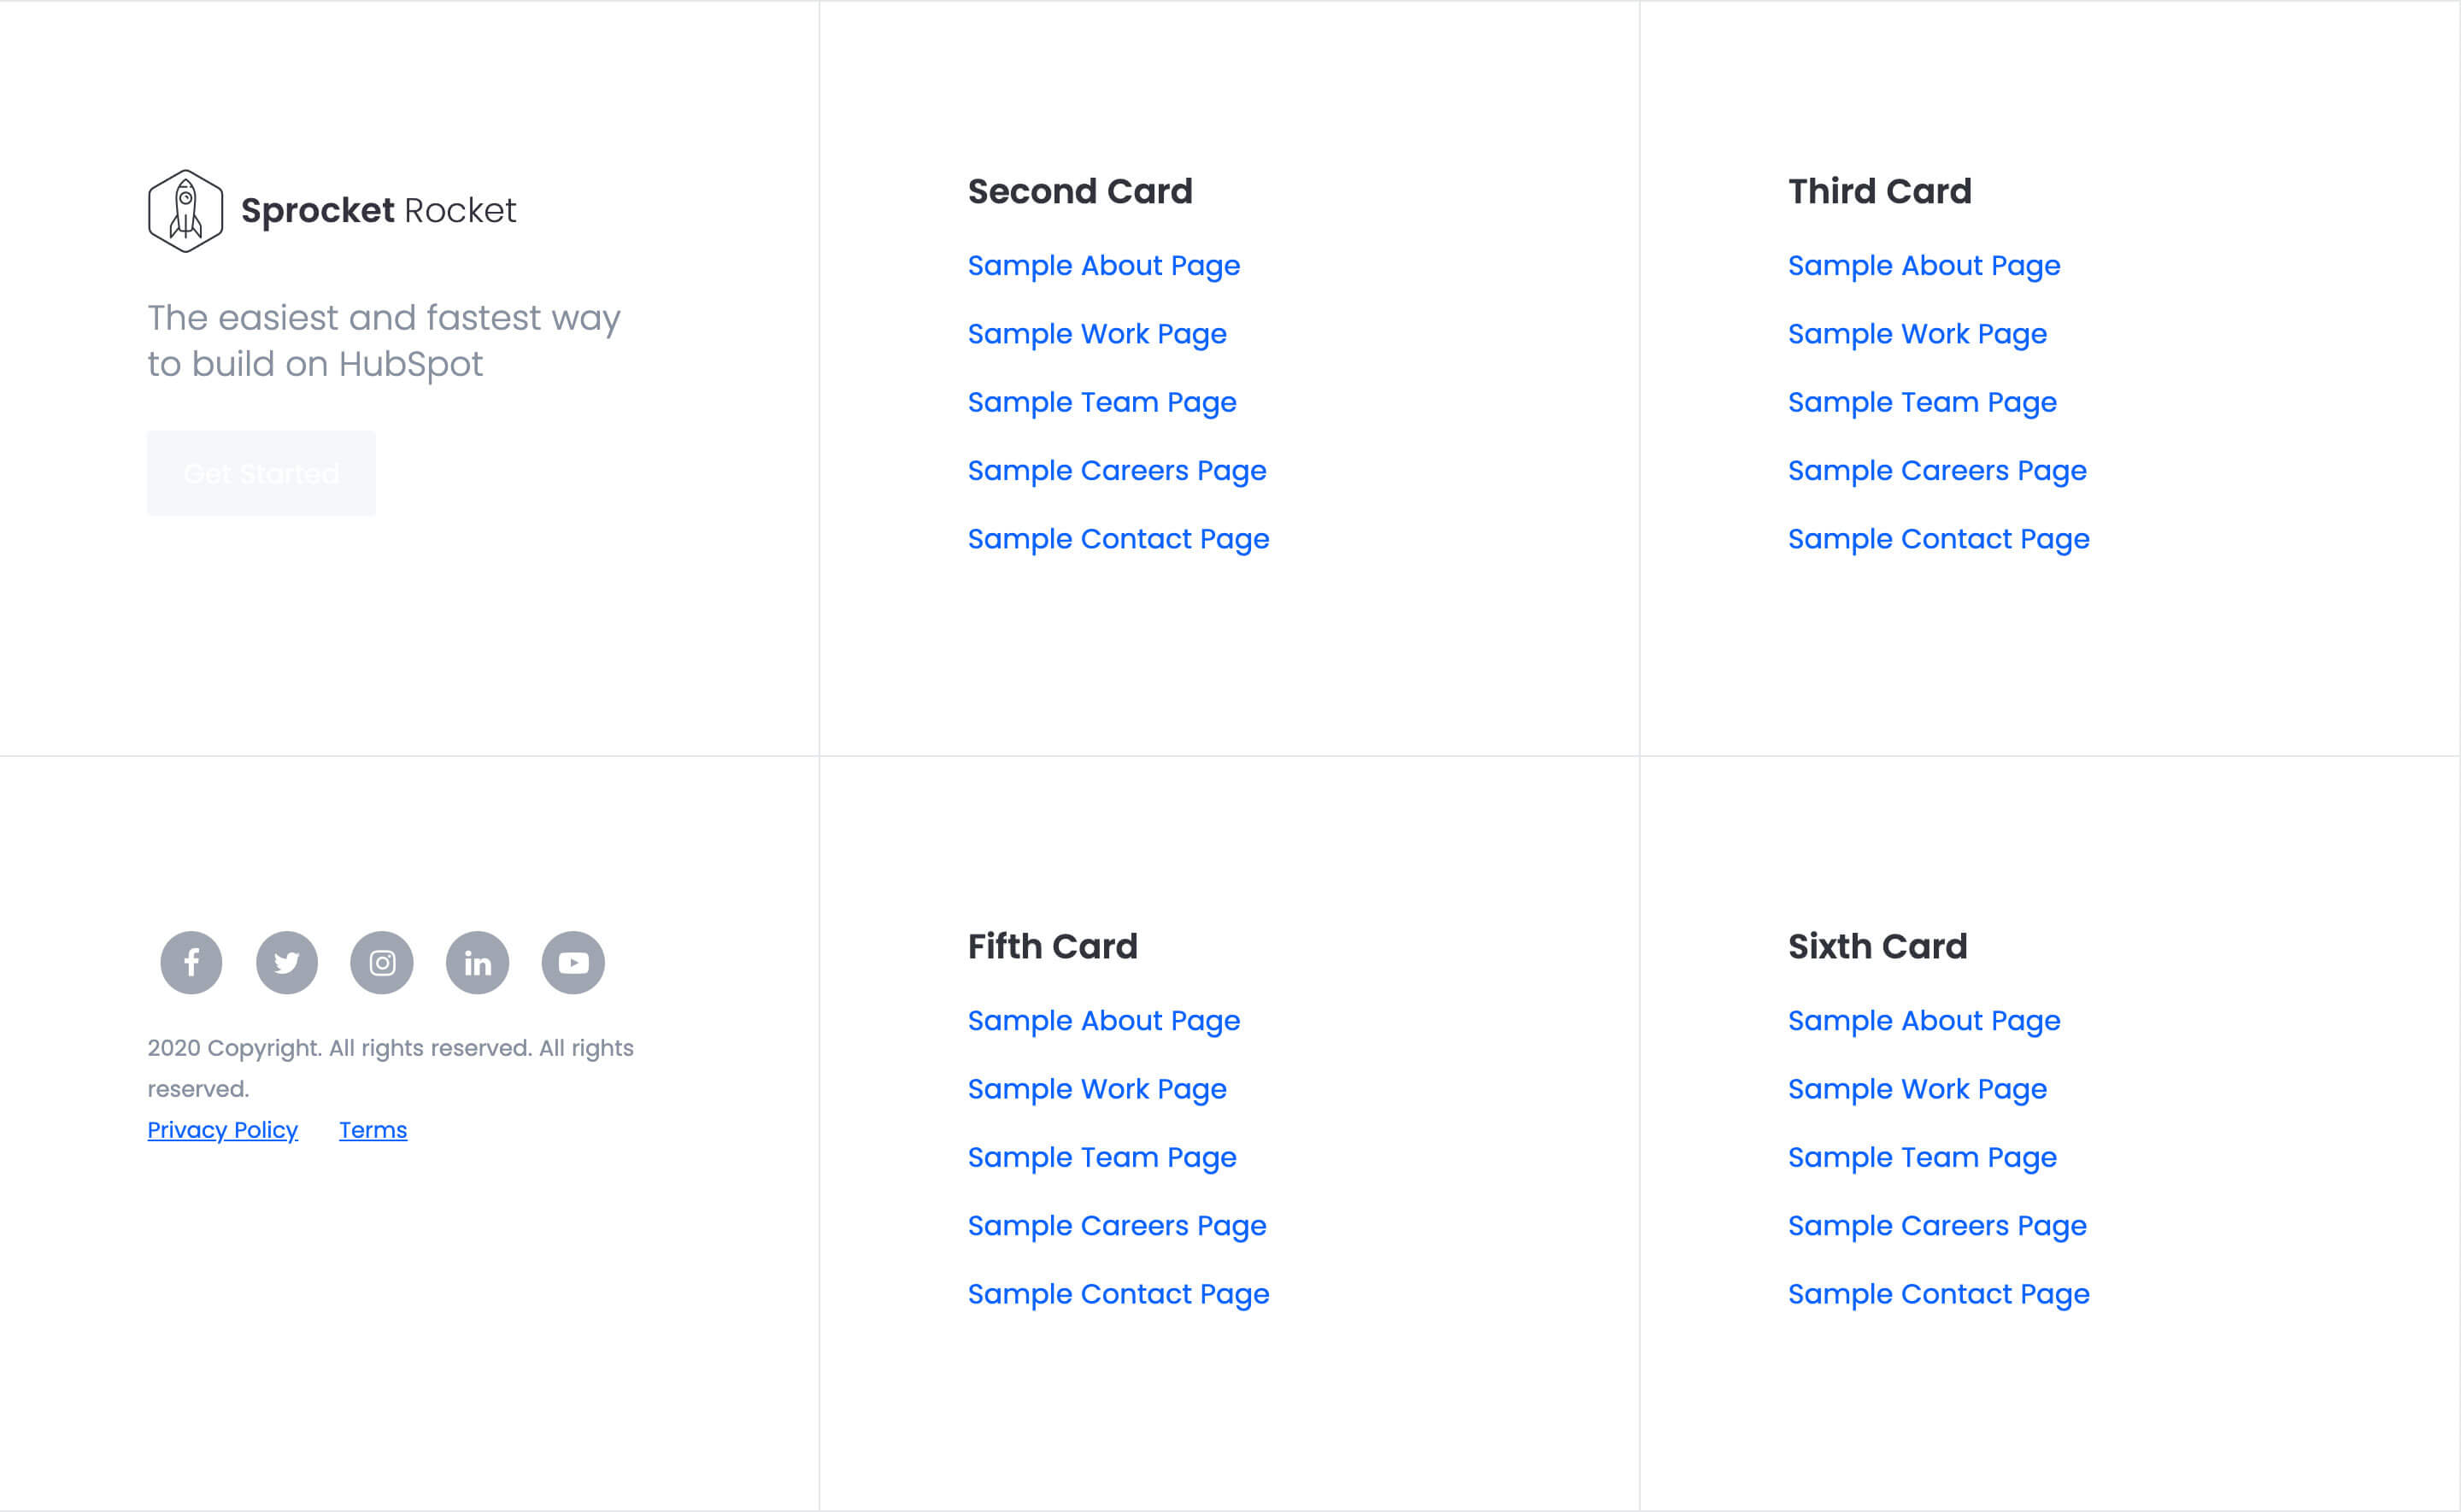 Sprocket Rocket
The easiest and fastest way
to build on HubSpot
Get Started
Second Card
Sample About Page
Sample Work Page
Sample Team Page
Sample Careers Page
Sample Contact Page
Third Card
Sample About Page
Sample Work Page
Sample Team Page
Sample Careers Page
Sample Contact Page
2020 Copyright. All rights reserved. All rights
reserved.
Privacy Policy Terms
Fifth Card
Sample About Page
Sample Work Page
Sample Team Page
Sample Careers Page
Sample Contact Page
Sixth Card
Sample About Page
Sample Work Page
Sample Team Page
Sample Careers Page
Sample Contact Page